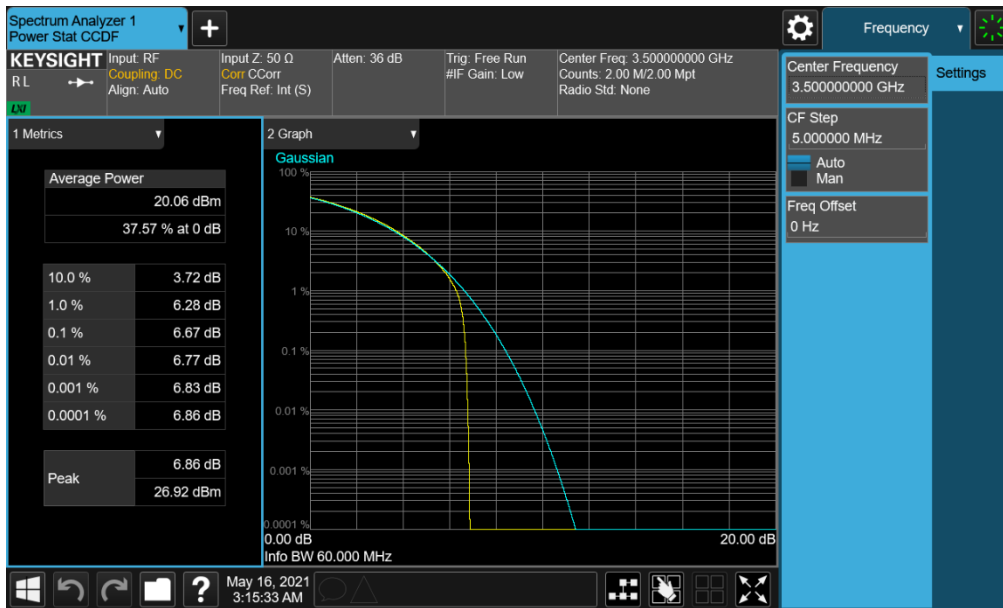 Spectrum Analyzer 1
Power Stat CCDF
+
Frequency
KEYSIGHT
R L
LXI
Input: RF
Coupling: DC
Align: Auto
Input Z: 50 Ω
Corr CCorr
Freq Ref: Int (S)
Atten: 36 dB
Trig: Free Run
#IF Gain: Low
Center Freq: 3.500000000 GHz
Counts: 2.00 M/2.00 Mpt
Radio Std: None
Center Frequency
3.500000000 GHz
Settings
CF Step
5.000000 MHz
Auto
Man
Freq Offset
0 Hz
1 Metrics
Average Power
20.06 dBm
37.57 % at 0 dB
10.0 % 3.72 dB
1.0 % 6.28 dB
0.1 % 6.67 dB
0.01 % 6.77 dB
0.001 % 6.83 dB
0.0001 % 6.86 dB
Peak
6.86 dB
26.92 dBm
2 Graph
Gaussian
100 %
10 %
1 %
0.1 %
0.01 %
0.001 %
0.0001 %
0.00 dB 20.00 dB
Info BW 60.000 MHz
?
May 16, 2021
3:15:33 AM